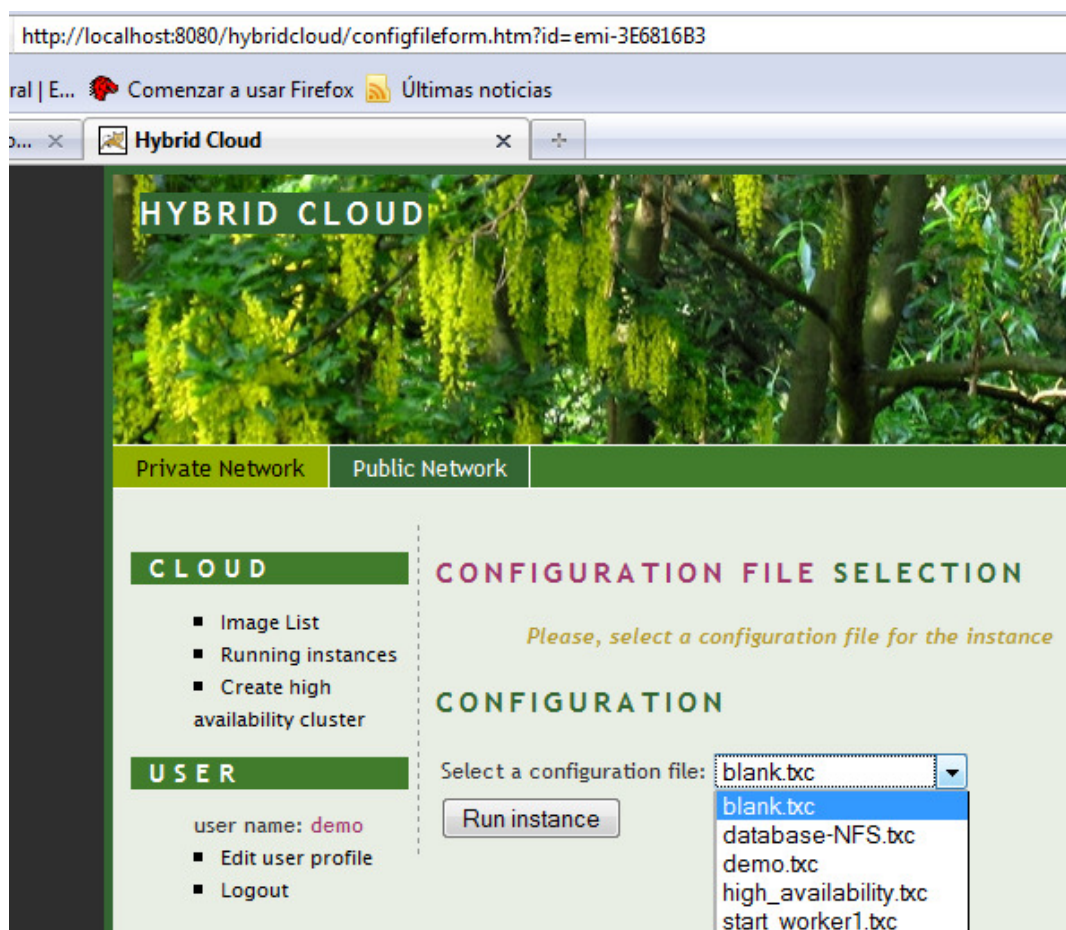 http://localhost:8080/hybridcloud/configfileform.htm?id=emi-3E6816B3
ral | E... Comenzar a usar Firefox Últimas noticias
o... Hybrid Cloud
HYBRID CLOUD
Private Network Public Network
CLOUD
Image List
Running instances
Create high
availability cluster
USER
user name: demo
Edit user profile
Logout
CONFIGURATION FILE SELECTION
Please, select a configuration file for the instance
CONFIGURATION
Select a configuration file: blank.txc
blank.txc
database-NFS.txc
demo.txc
high_availability.txc
start_worker1.txc
Run instance